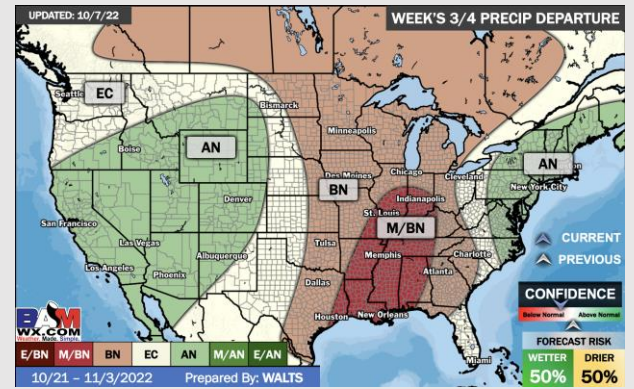 UPDATED: 10/7/22
WEEK'S 3/4 PRECIP DEPARTURE
Seattle
EC
Bismarck
Minneapolis
Boise
AN
AN
New York City
Des Moines
Chicago
Cleveland
BN
Denver
Indianapolis
St. Louis
M/BN
San Francisco
Las Vegas
Tulsa
Memphis
Charlotte
Los Angeles
Albuquerque
Phoenix
Atlanta
Dallas
Houston
New Orleans
Miami
CURRENT
PREVIOUS
CONFIDENCE
Below Normal Above Normal
FORECAST RISK
WETTER DRIER
50% 50%
BAM
WX.COM
Weather. Made. Simple.
E/BN M/BN BN EC AN M/AN E/AN
10/21 – 11/3/2022 Prepared By: WALTS